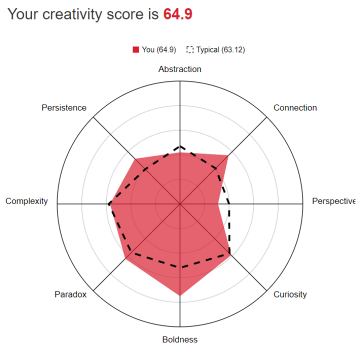 Your creativity score is 64.9
You (64.9) Typical (63.12)
Abstraction
Persistence Connection
Complexity Perspective
Paradox Curiosity
Boldness